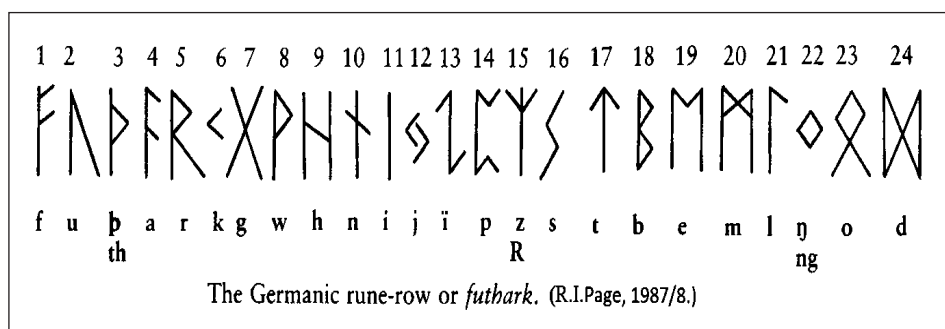 1 2 3 4 5 6 7 8 9 10 11 12 13 14 15 16 17 18 19 20 21 22 23 24
ᚠ ᚢ ᚦ ᚨ ᚱ ᚲ ᚷ ᚹ ᚺ ᚾ ᛁ ᛃ ᛇ ᛈ ᛉ ᛊ ᛏ ᛒ ᛖ ᛗ ᛚ ᛜ ᛟ ᛞ
f u þ a r k g w h n i j ï p z s t b e m l ŋ o d
th R ng
The Germanic rune-row or futhark. (R.I.Page, 1987/8.)